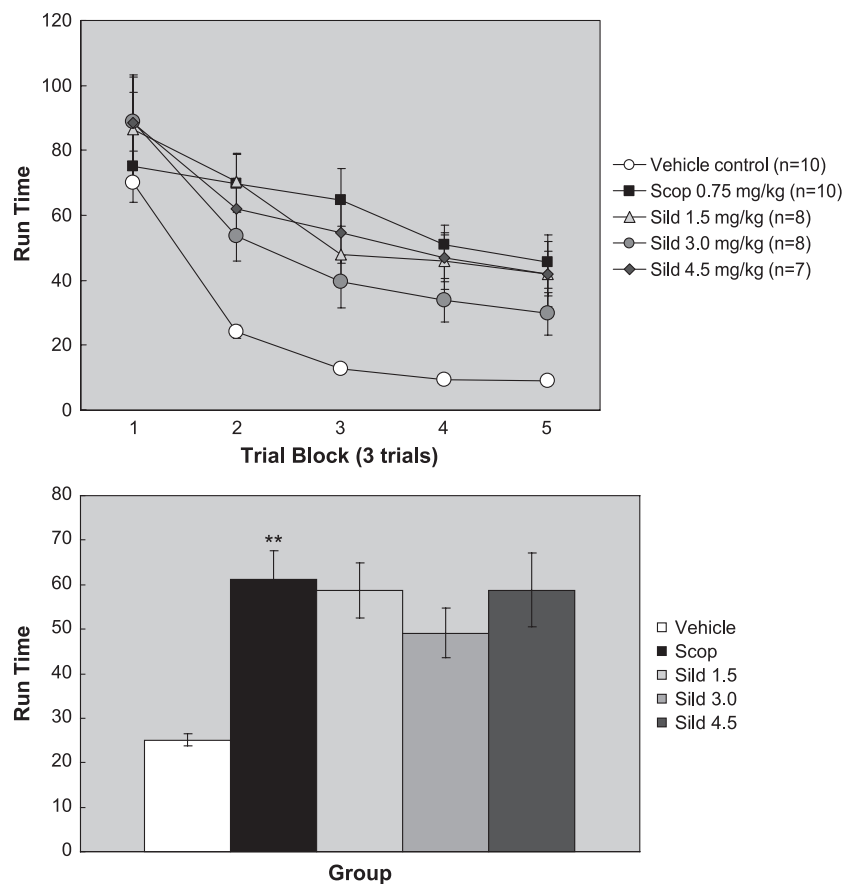 120
100
80
60
40
20
0
Run Time
1 2 3 4 5
Trial Block (3 trials)
Vehicle control (n=10)
Scop 0.75 mg/kg (n=10)
Sild 1.5 mg/kg (n=8)
Sild 3.0 mg/kg (n=8)
Sild 4.5 mg/kg (n=7)
80
70
60
50
40
30
20
10
0
Run Time
**
Group
Vehicle
Scop
Sild 1.5
Sild 3.0
Sild 4.5